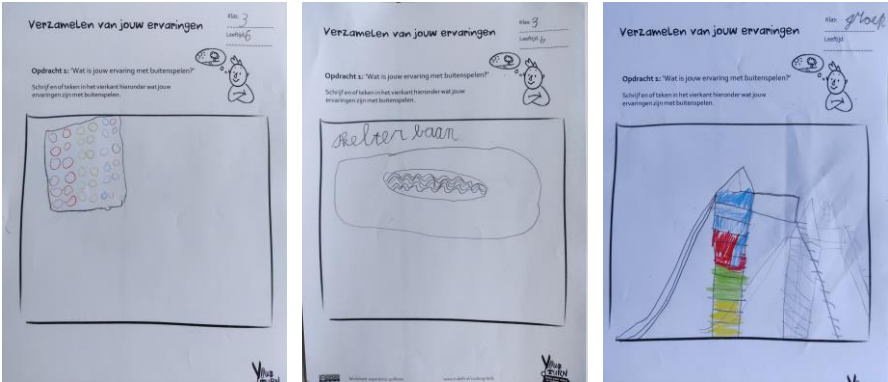 Verzamelen van jouw ervaringen
Klas: 3
Leeftijd: 6
Opdracht 1: 'Wat is jouw ervaring met buitenspelen?'
Schrijf en of teken in het vierkant hieronder wat jouw
ervaringen zijn met buitenspelen.
Verzamelen van jouw ervaringen
Klas: 3
Leeftijd: 6
Opdracht 1: 'Wat is jouw ervaring met buitenspelen?'
Schrijf en of teken in het vierkant hieronder wat jouw
ervaringen zijn met buitenspelen.
skelter baan
Verzamelen van jouw ervaringen
Klas: groep
Leeftijd:
Opdracht 1: 'Wat is jouw ervaring met buitenspelen?'
Schrijf en of teken in het vierkant hieronder wat jouw
ervaringen zijn met buitenspelen.